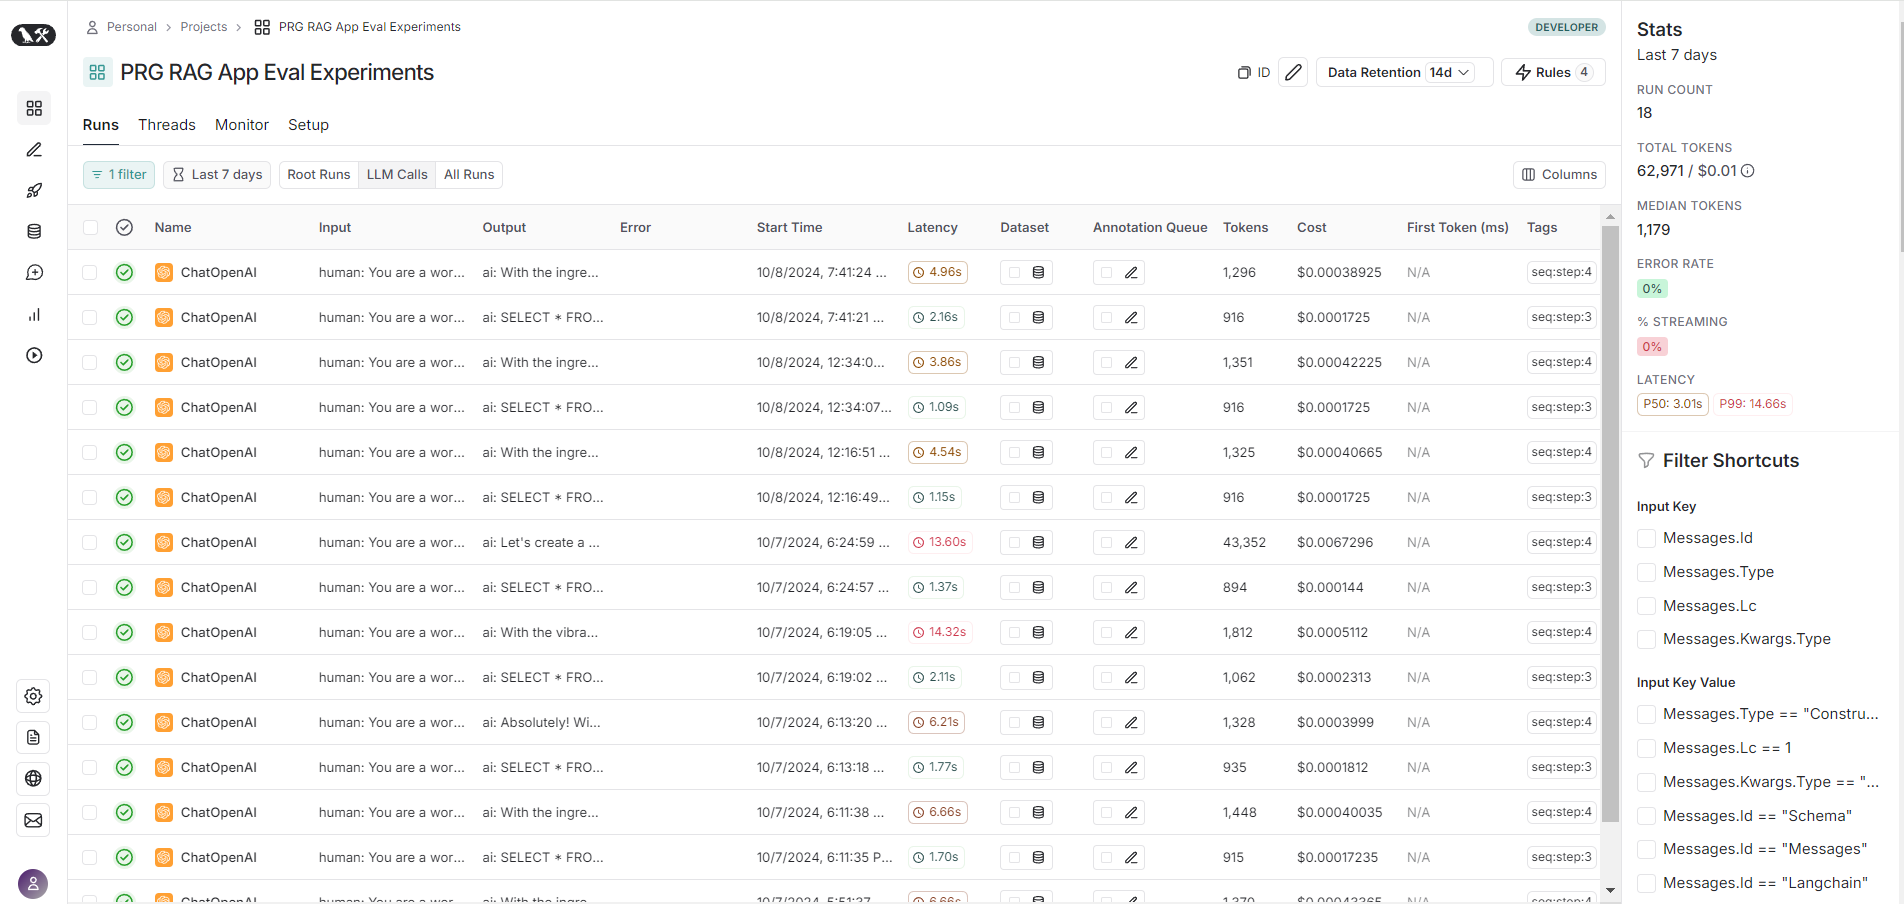 Personal > Projects > PRG RAG App Eval Experiments
DEVELOPER
PRG RAG App Eval Experiments
ID
Data Retention 14d
Rules 4
Runs Threads Monitor Setup
1 filter Last 7 days Root Runs LLM Calls All Runs
Columns
Name Input Output Error Start Time Latency Dataset Annotation Queue Tokens Cost First Token (ms) Tags
ChatOpenAI human: You are a wor... ai: With the ingre... 10/8/2024, 7:41:24 ... 4.96s 1,296 $0.00038925 N/A seq:step:4
ChatOpenAI human: You are a wor... ai: SELECT * FRO... 10/8/2024, 7:41:21 ... 2.16s 916 $0.0001725 N/A seq:step:3
ChatOpenAI human: You are a wor... ai: With the ingre... 10/8/2024, 12:34:0... 3.86s 1,351 $0.00042225 N/A seq:step:4
ChatOpenAI human: You are a wor... ai: SELECT * FRO... 10/8/2024, 12:34:07... 1.09s 916 $0.0001725 N/A seq:step:3
ChatOpenAI human: You are a wor... ai: With the ingre... 10/8/2024, 12:16:51 ... 4.54s 1,325 $0.00040665 N/A seq:step:4
ChatOpenAI human: You are a wor... ai: SELECT * FRO... 10/8/2024, 12:16:49... 1.15s 916 $0.0001725 N/A seq:step:3
ChatOpenAI human: You are a wor... ai: Let's create a ... 10/7/2024, 6:24:59 ... 13.60s 43,352 $0.0067296 N/A seq:step:4
ChatOpenAI human: You are a wor... ai: SELECT * FRO... 10/7/2024, 6:24:57 ... 1.37s 894 $0.000144 N/A seq:step:3
ChatOpenAI human: You are a wor... ai: With the vibra... 10/7/2024, 6:19:05 ... 14.32s 1,812 $0.0005112 N/A seq:step:4
ChatOpenAI human: You are a wor... ai: SELECT * FRO... 10/7/2024, 6:19:02 ... 2.11s 1,062 $0.0002313 N/A seq:step:3
ChatOpenAI human: You are a wor... ai: Absolutely! Wi... 10/7/2024, 6:13:20 ... 6.21s 1,328 $0.0003999 N/A seq:step:4
ChatOpenAI human: You are a wor... ai: SELECT * FRO... 10/7/2024, 6:13:18 ... 1.77s 935 $0.0001812 N/A seq:step:3
ChatOpenAI human: You are a wor... ai: With the ingre... 10/7/2024, 6:11:38 ... 6.66s 1,448 $0.00040035 N/A seq:step:4
ChatOpenAI human: You are a wor... ai: SELECT * FRO... 10/7/2024, 6:11:35 P... 1.70s 915 $0.00017235 N/A seq:step:3
ChatOpenAI human: You are a wor... ai: With the ingre...
Stats
Last 7 days
RUN COUNT
18
TOTAL TOKENS
62,971 / $0.01
MEDIAN TOKENS
1,179
ERROR RATE
0%
% STREAMING
0%
LATENCY
P50: 3.01s P99: 14.66s
Filter Shortcuts
Input Key
Messages.Id
Messages.Type
Messages.Lc
Messages.Kwargs.Type
Input Key Value
Messages.Type == "Constru...
Messages.Lc == 1
Messages.Kwargs.Type == "...
Messages.Id == "Schema"
Messages.Id == "Messages"
Messages.Id == "Langchain"